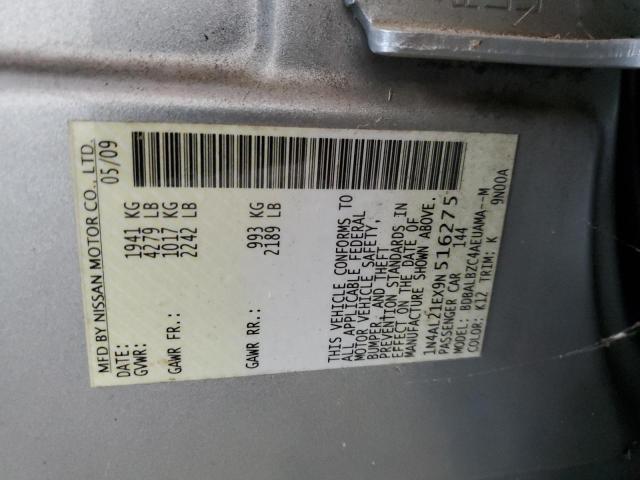 MFD BY NISSAN MOTOR CO., LTD.
DATE: 05/09
GVWR: 1941 KG
4279 LB
GAWR FR.: 1017 KG
2242 LB
GAWR RR.: 993 KG
2189 LB
THIS VEHICLE CONFORMS TO
ALL APPLICABLE FEDERAL
MOTOR VEHICLE SAFETY,
BUMPER, AND THEFT
PREVENTION STANDARDS IN
EFFECT ON THE DATE OF
MANUFACTURE SHOWN ABOVE.
1N4AL21EX9N516275
PASSENGER CAR 144
MODEL: BDBALBZC4AEUAMA--M
COLOR: K12 TRIM: K 9N00A